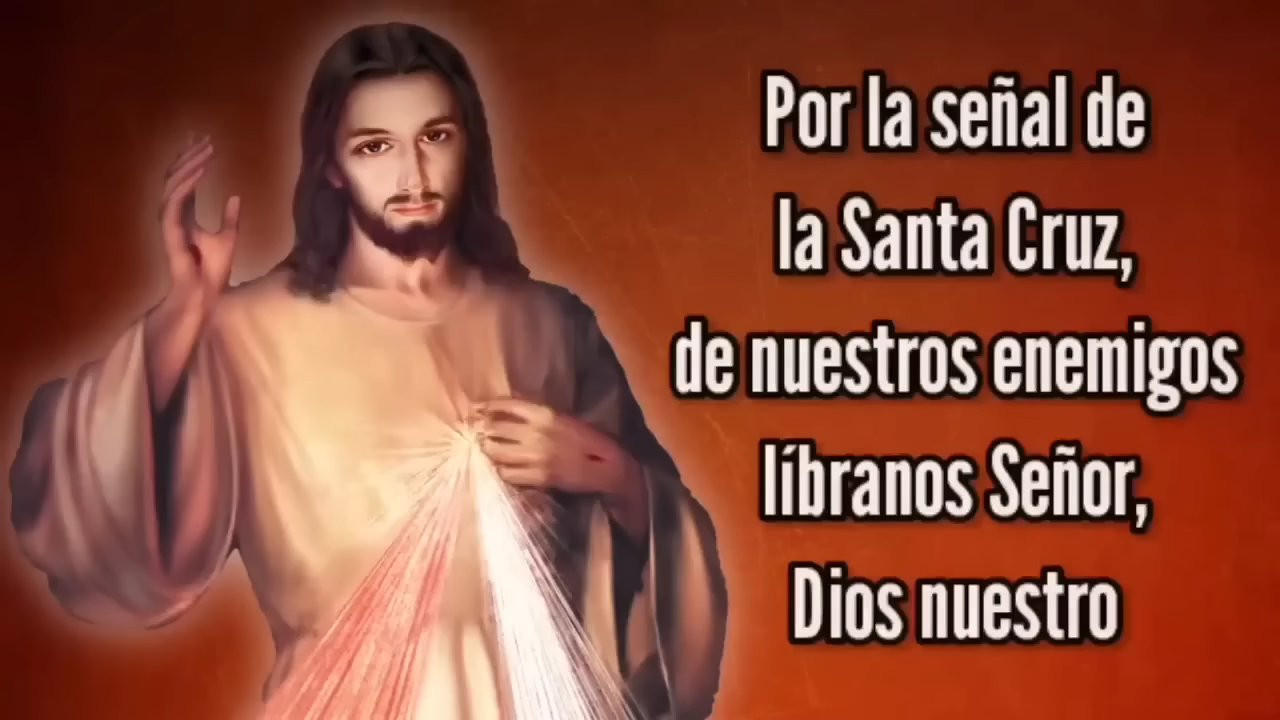 Por la señal de
la Santa Cruz,
de nuestros enemigos
líbranos Señor,
Dios nuestro